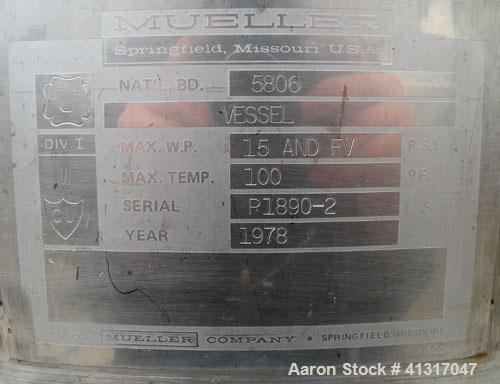 MUELLER
Springfield, Missouri U.S.A.
NAT'L. BD. 5806
VESSEL
DIV. I MAX. W.P. 15 AND FV P.S.I.
MAX. TEMP. 100 °F.
SERIAL P1890-2
YEAR 1978
MUELLER COMPANY • SPRINGFIELD, MISSOURI
Aaron Stock # 41317047